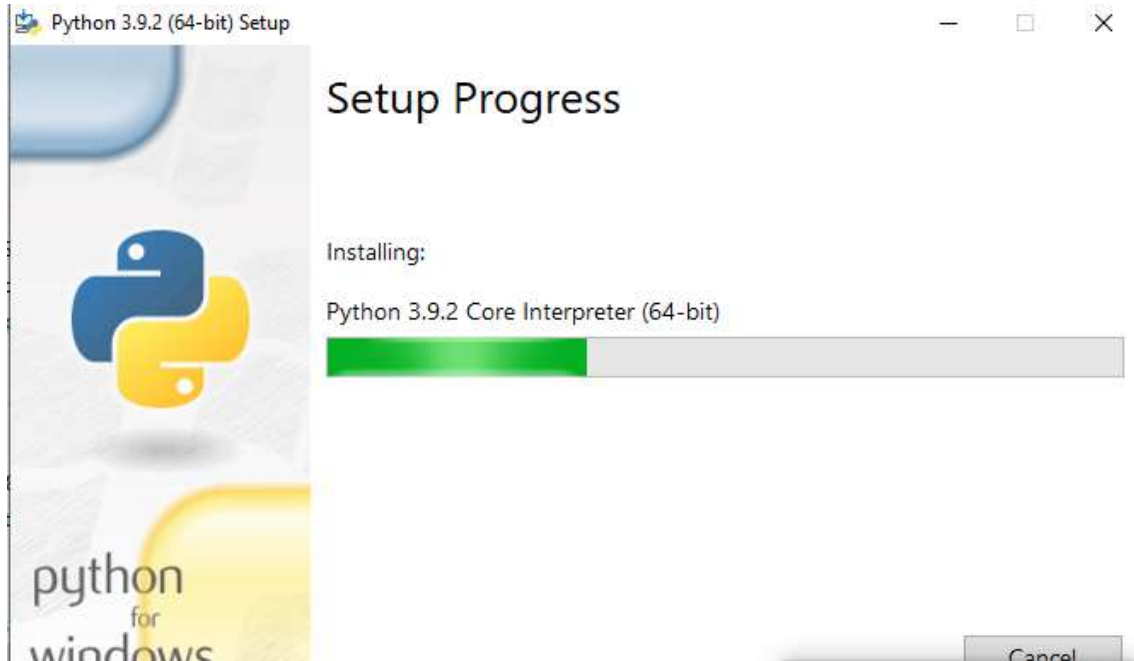 Python 3.9.2 (64-bit) Setup
Setup Progress
Installing:
Python 3.9.2 Core Interpreter (64-bit)
python
for
windows
Cancel